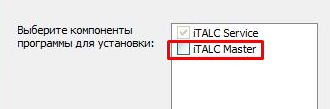 Выберите компоненты
программы для установки:
iTALC Service
iTALC Master